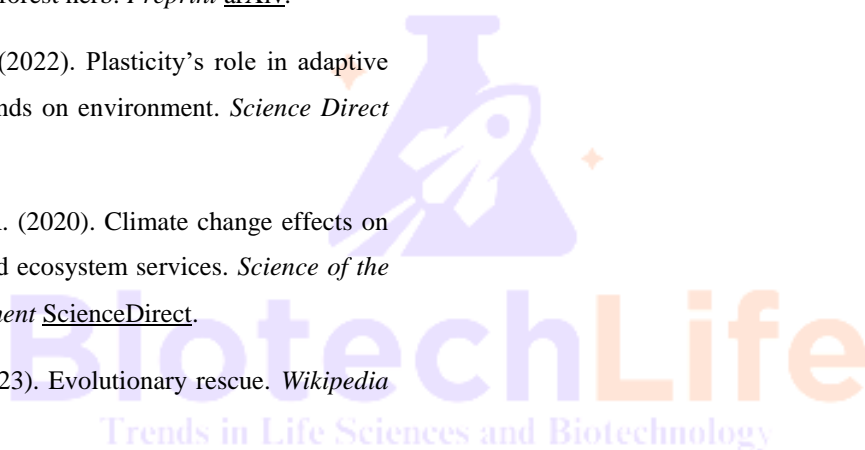 forest herb. Preprint arXiv.
(2022). Plasticity's role in adaptive
nds on environment. Science Direct
. (2020). Climate change effects on
d ecosystem services. Science of the
nent ScienceDirect.
23). Evolutionary rescue. Wikipedia
BiotechLife
Trends in Life Sciences and Biotechnology